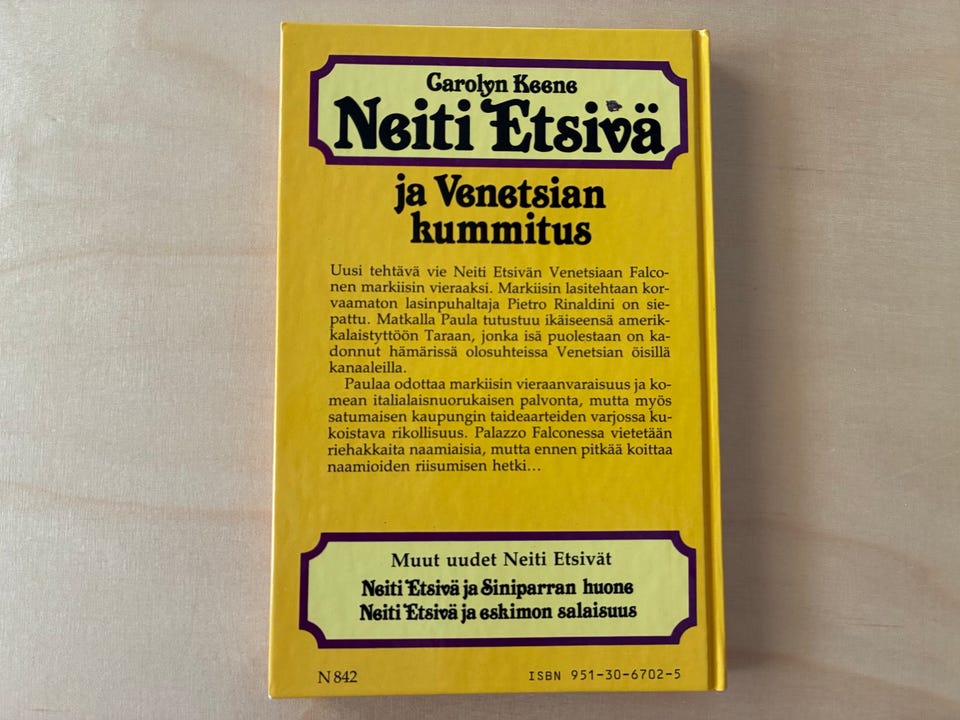 Carolyn Keene
Neiti Etsivä
ja Venetsian
kummitus
Uusi tehtävä vie Neiti Etsivän Venetsiaan Falco-
nen markiisin vieraaksi. Markiisin lasitehtaan kor-
vaamaton lasinpuhaltaja Pietro Rinaldini on sie-
pattu. Matkalla Paula tutustuu ikäiseensä amerik-
kalaistyttöön Taraan, jonka isä puolestaan on ka-
donnut hämärissä olosuhteissa Venetsian öisillä
kanaaleilla.
Paulaa odottaa markiisin vieraanvaraisuus ja ko-
mean italialaisnuorukaisen palvonta, mutta myös
satumaisen kaupungin taideaarteiden varjossa ku-
koistava rikollisuus. Palazzo Falconessa vietetään
riehakkaita naamiaisia, mutta ennen pitkää koittaa
naamioiden riisumisen hetki...
Muut uudet Neiti Etsivät
Neiti Etsivä ja Siniparran huone
Neiti Etsivä ja eskimon salaisuus
N 842
ISBN 951-30-6702-5